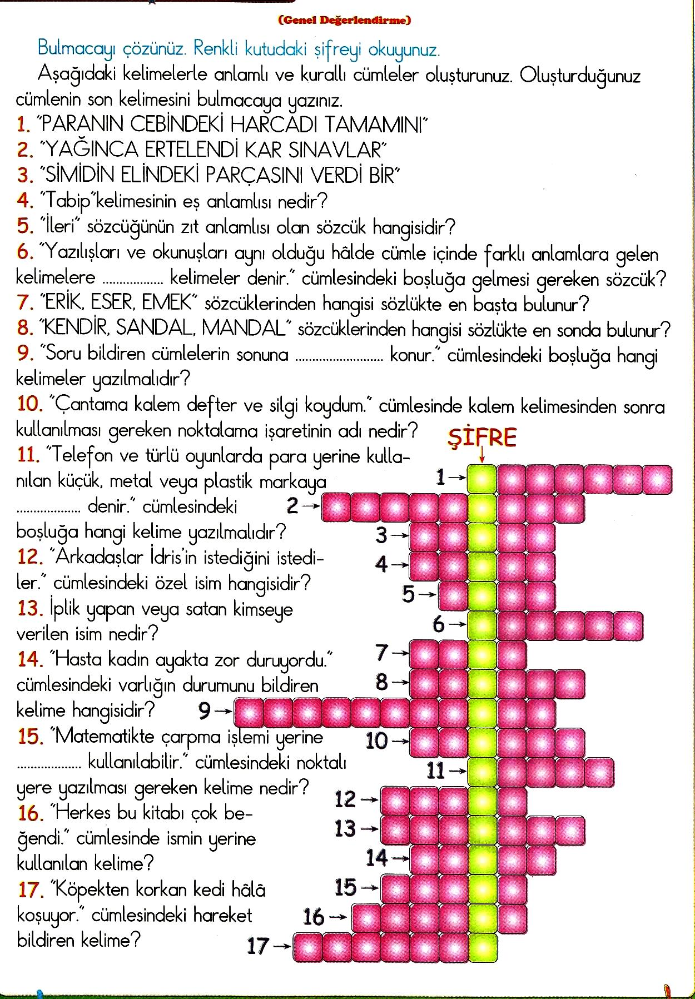 (Genel Değerlendirme)
Bulmacayı çözünüz. Renkli kutudaki şifreyi okuyunuz.
Aşağıdaki kelimelerle anlamlı ve kurallı cümleler oluşturunuz. Oluşturduğunuz
cümlenin son kelimesini bulmacaya yazınız.
1. "PARANIN CEBİNDEKİ HARCADI TAMAMINI"
2. "YAĞINCA ERTELENDİ KAR SINAVLAR"
3. "SİMİDİN ELİNDEKİ PARÇASINI VERDİ BİR"
4. "Tabip"kelimesinin eş anlamlısı nedir?
5. "İleri" sözcüğünün zıt anlamlısı olan sözcük hangisidir?
6. "Yazılışları ve okunuşları aynı olduğu hâlde cümle içinde farklı anlamlara gelen
kelimelere .................. kelimeler denir." cümlesindeki boşluğa gelmesi gereken sözcük?
7. "ERİK, ESER, EMEK" sözcüklerinden hangisi sözlükte en başta bulunur?
8. "KENDİR, SANDAL, MANDAL" sözcüklerinden hangisi sözlükte en sonda bulunur?
9. "Soru bildiren cümlelerin sonuna .......................... konur." cümlesindeki boşluğa hangi
kelimeler yazılmalıdır?
10. "Çantama kalem defter ve silgi koydum." cümlesinde kalem kelimesinden sonra
kullanılması gereken noktalama işaretinin adı nedir?
11. "Telefon ve türlü oyunlarda para yerine kulla-
nılan küçük, metal veya plastik markaya
................... denir." cümlesindeki
boşluğa hangi kelime yazılmalıdır?
12. "Arkadaşlar İdris'in istediğini istedi-
ler." cümlesindeki özel isim hangisidir?
13. İplik yapan veya satan kimseye
verilen isim nedir?
14. "Hasta kadın ayakta zor duruyordu."
cümlesindeki varlığın durumunu bildiren
kelime hangisidir?
15. "Matematikte çarpma işlemi yerine
................... kullanılabilir." cümlesindeki noktalı
yere yazılması gereken kelime nedir?
16. "Herkes bu kitabı çok be-
ğendi." cümlesinde ismin yerine
kullanılan kelime?
17. "Köpekten korkan kedi hâlâ
koşuyor." cümlesindeki hareket
bildiren kelime?
ŞİFRE
1
2
3
4
5
6
7
8
9
10
11
12
13
14
15
16
17